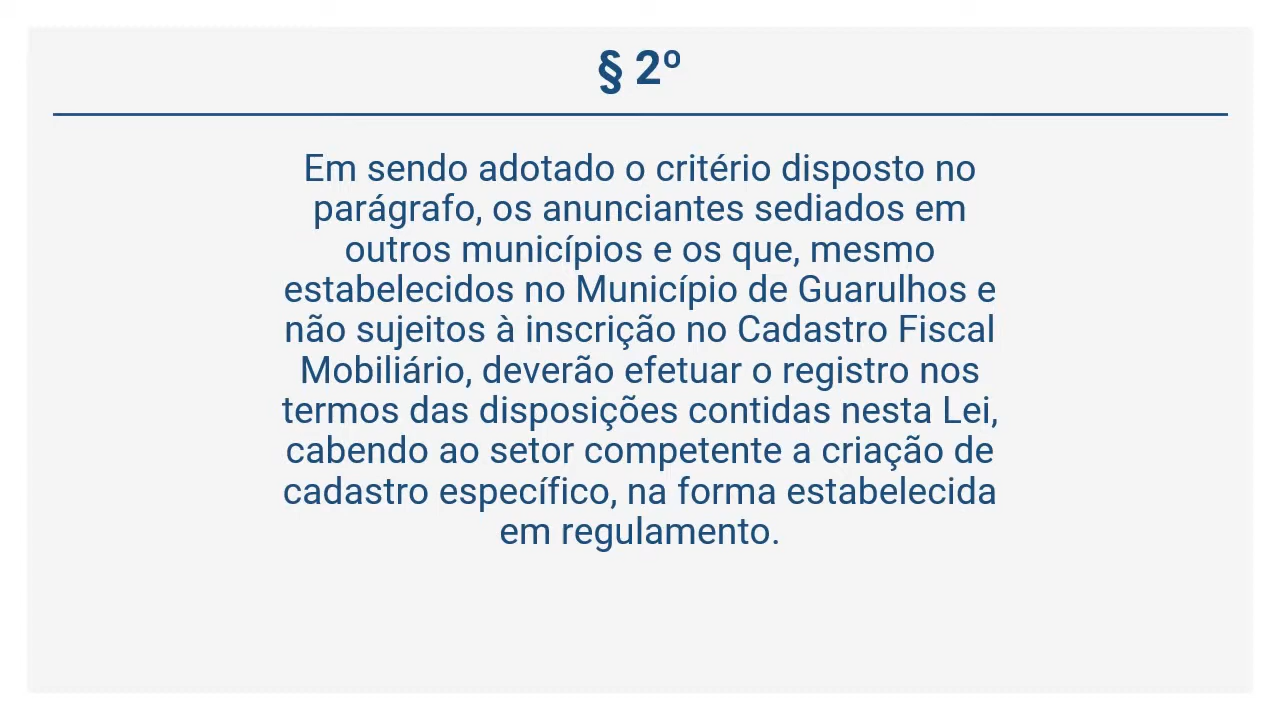 § 2º
Em sendo adotado o critério disposto no
parágrafo, os anunciantes sediados em
outros municípios e os que, mesmo
estabelecidos no Município de Guarulhos e
não sujeitos à inscrição no Cadastro Fiscal
Mobiliário, deverão efetuar o registro nos
termos das disposições contidas nesta Lei,
cabendo ao setor competente a criação de
cadastro específico, na forma estabelecida
em regulamento.